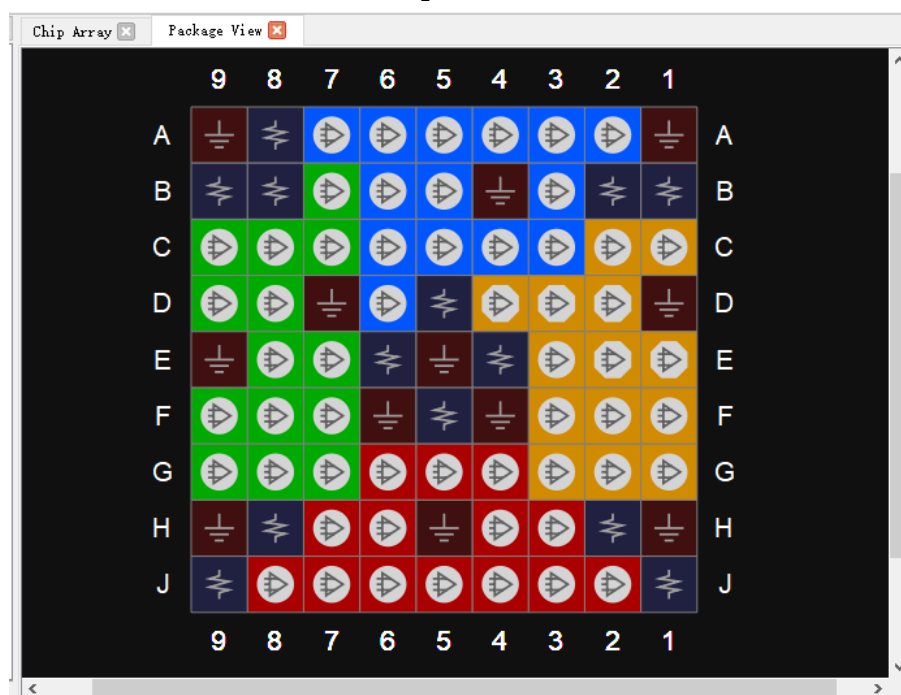 Chip Array Package View
9 8 7 6 5 4 3 2 1
A A
B B
C C
D D
E E
F F
G G
H H
J J
9 8 7 6 5 4 3 2 1